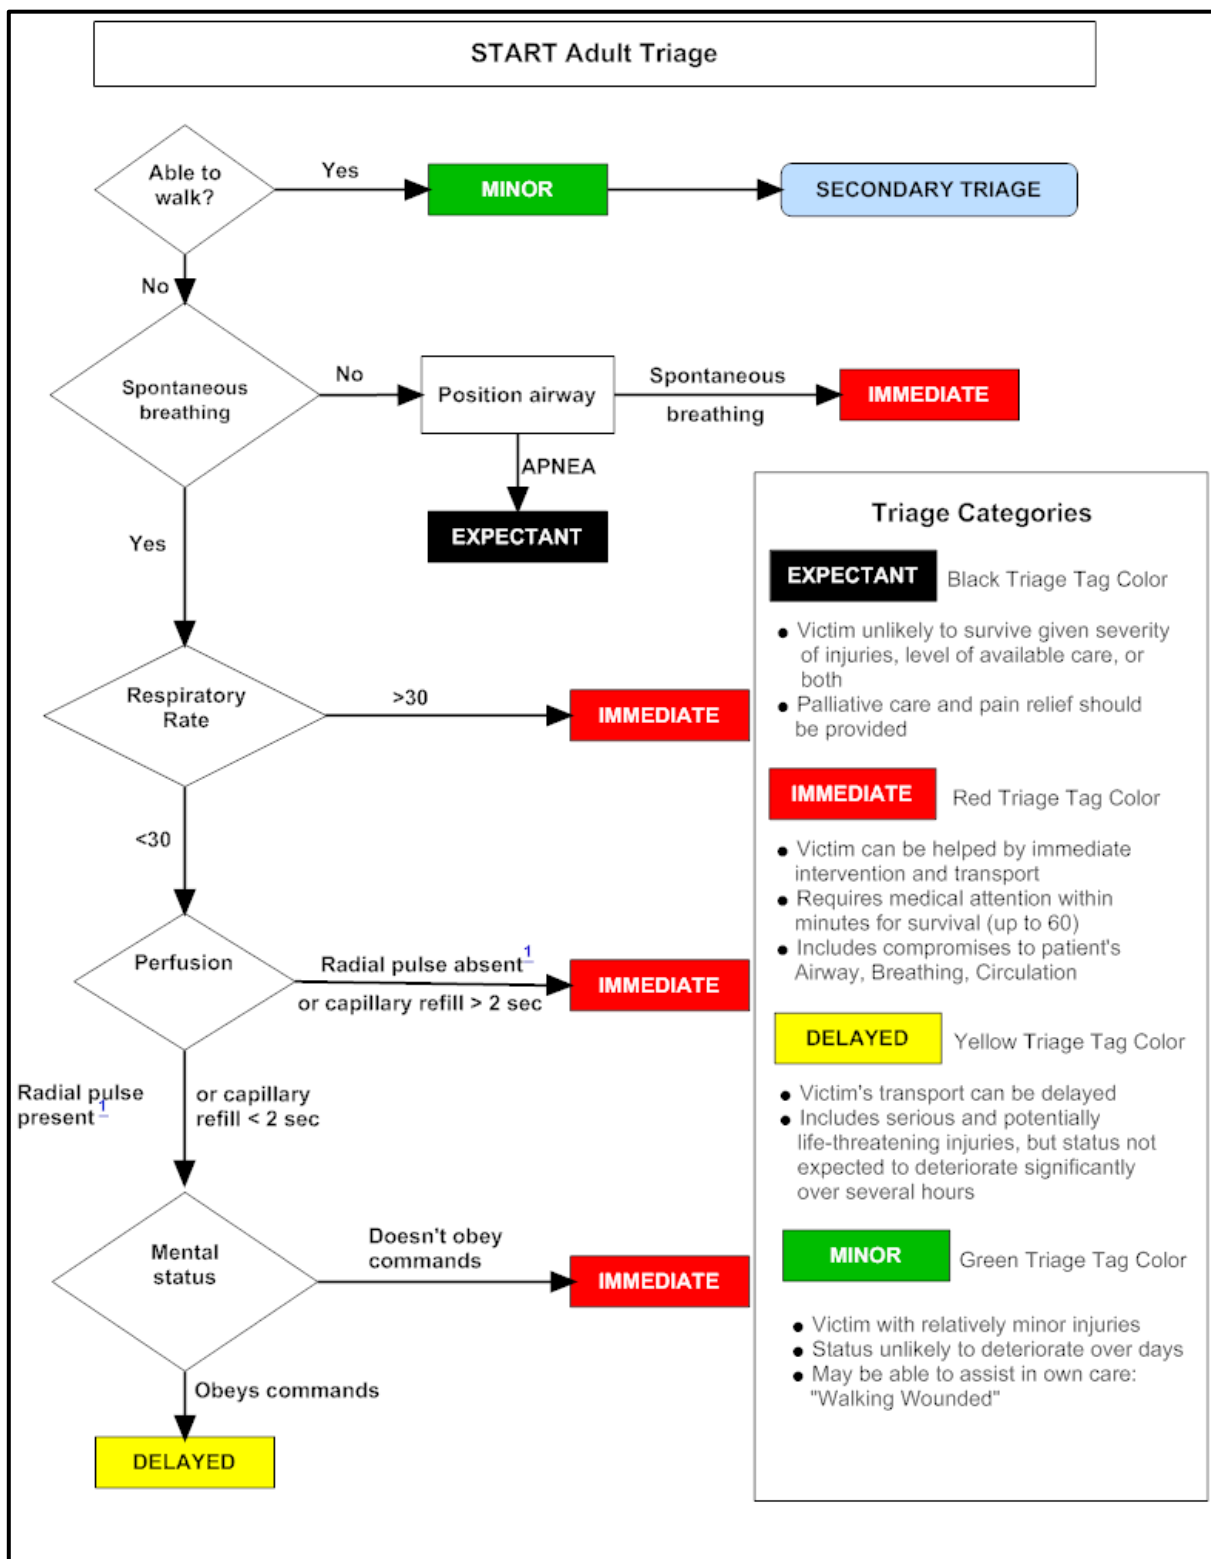 START Adult Triage
Able to
walk?
Yes
MINOR
SECONDARY TRIAGE
No
Spontaneous
breathing
No
Position airway
Spontaneous
breathing
IMMEDIATE
APNEA
EXPECTANT
Yes
Respiratory
Rate
>30
IMMEDIATE
<30
Perfusion
Radial pulse absent 1
or capillary refill > 2 sec
IMMEDIATE
Radial pulse
present 1
or capillary
refill < 2 sec
Mental
status
Doesn't obey
commands
IMMEDIATE
Obeys commands
DELAYED
Triage Categories
EXPECTANT Black Triage Tag Color
● Victim unlikely to survive given severity
of injuries, level of available care, or
both
● Palliative care and pain relief should
be provided
IMMEDIATE Red Triage Tag Color
● Victim can be helped by immediate
intervention and transport
● Requires medical attention within
minutes for survival (up to 60)
● Includes compromises to patient's
Airway, Breathing, Circulation
DELAYED Yellow Triage Tag Color
● Victim's transport can be delayed
● Includes serious and potentially
life-threatening injuries, but status not
expected to deteriorate significantly
over several hours
MINOR Green Triage Tag Color
● Victim with relatively minor injuries
● Status unlikely to deteriorate over days
● May be able to assist in own care:
"Walking Wounded"